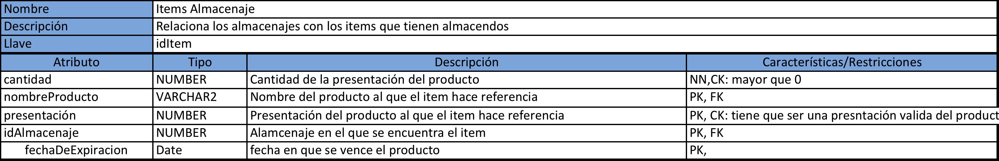 Nombre Items Almacenaje
Descripción Relaciona los almacenajes con los items que tienen almacendos
Llave idItem
Atributo Tipo Descripción Características/Restricciones
cantidad NUMBER Cantidad de la presentación del producto NN,CK: mayor que 0
nombreProducto VARCHAR2 Nombre del producto al que el item hace referencia PK, FK
presentación NUMBER Presentación del producto al que el item hace referencia PK, CK: tiene que ser una presntación valida del product
idAlmacenaje NUMBER Alamcenaje en el que se encuentra el item PK, FK
fechaDeExpiracion Date fecha en que se vence el producto PK,